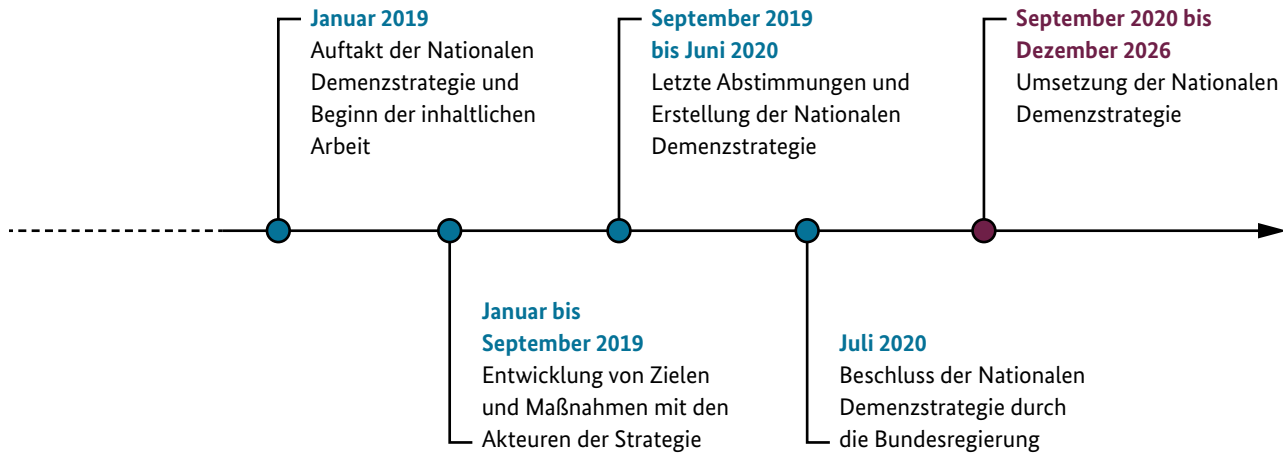 Januar 2019
Auftakt der Nationalen
Demenzstrategie und
Beginn der inhaltlichen
Arbeit
Januar bis
September 2019
Entwicklung von Zielen
und Maßnahmen mit den
Akteuren der Strategie
September 2019
bis Juni 2020
Letzte Abstimmungen und
Erstellung der Nationalen
Demenzstrategie
Juli 2020
Beschluss der Nationalen
Demenzstrategie durch
die Bundesregierung
September 2020 bis
Dezember 2026
Umsetzung der Nationalen
Demenzstrategie